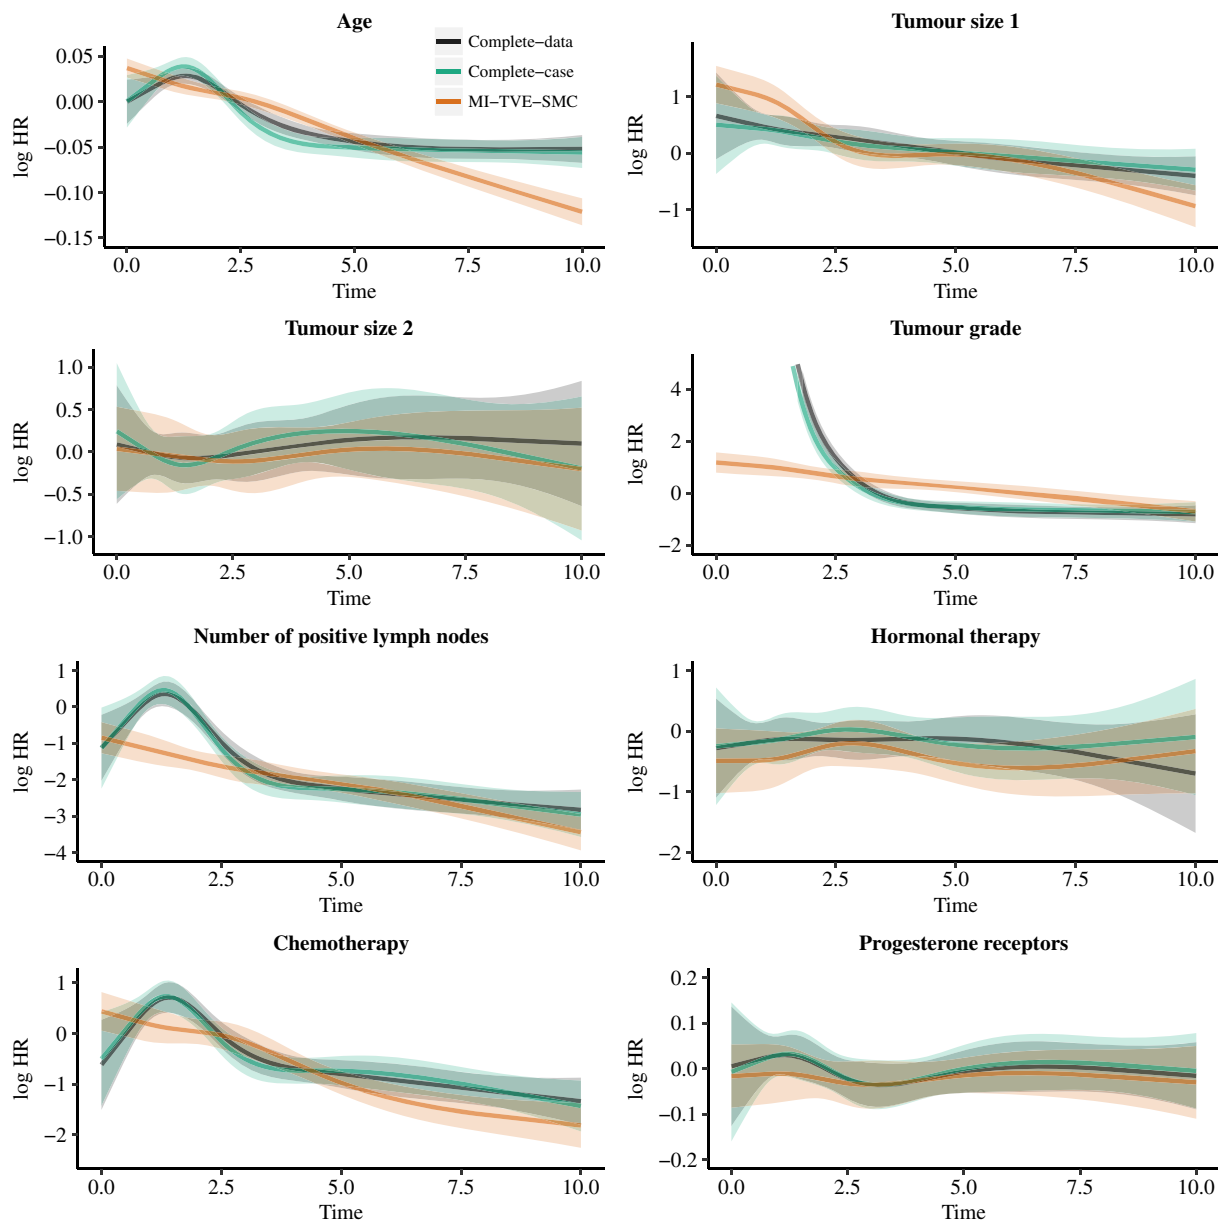 Age
Complete−data
Complete−case
MI−TVE−SMC
0.05
0.00
−0.05
−0.10
−0.15
log HR
0.0 2.5 5.0 7.5 10.0
Time
Tumour size 1
1
0
−1
log HR
0.0 2.5 5.0 7.5 10.0
Time
Tumour size 2
1.0
0.5
0.0
−0.5
−1.0
log HR
0.0 2.5 5.0 7.5 10.0
Time
Tumour grade
4
2
0
−2
log HR
0.0 2.5 5.0 7.5 10.0
Time
Number of positive lymph nodes
1
0
−1
−2
−3
−4
log HR
0.0 2.5 5.0 7.5 10.0
Time
Hormonal therapy
1
0
−1
−2
log HR
0.0 2.5 5.0 7.5 10.0
Time
Chemotherapy
1
0
−1
−2
log HR
0.0 2.5 5.0 7.5 10.0
Time
Progesterone receptors
0.2
0.1
0.0
−0.1
−0.2
log HR
0.0 2.5 5.0 7.5 10.0
Time